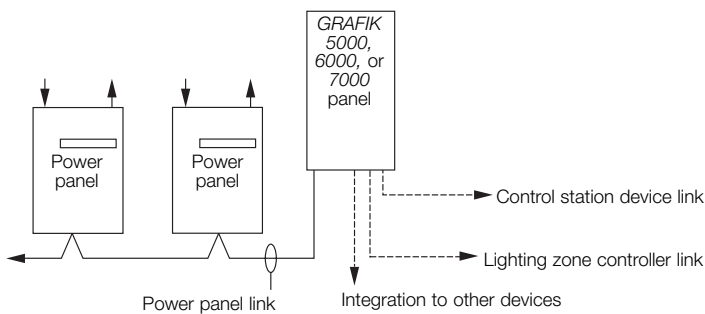 GRAFIK
5000,
6000, or
7000
panel
Power
panel
Power
panel
Control station device link
Lighting zone controller link
Power panel link
Integration to other devices